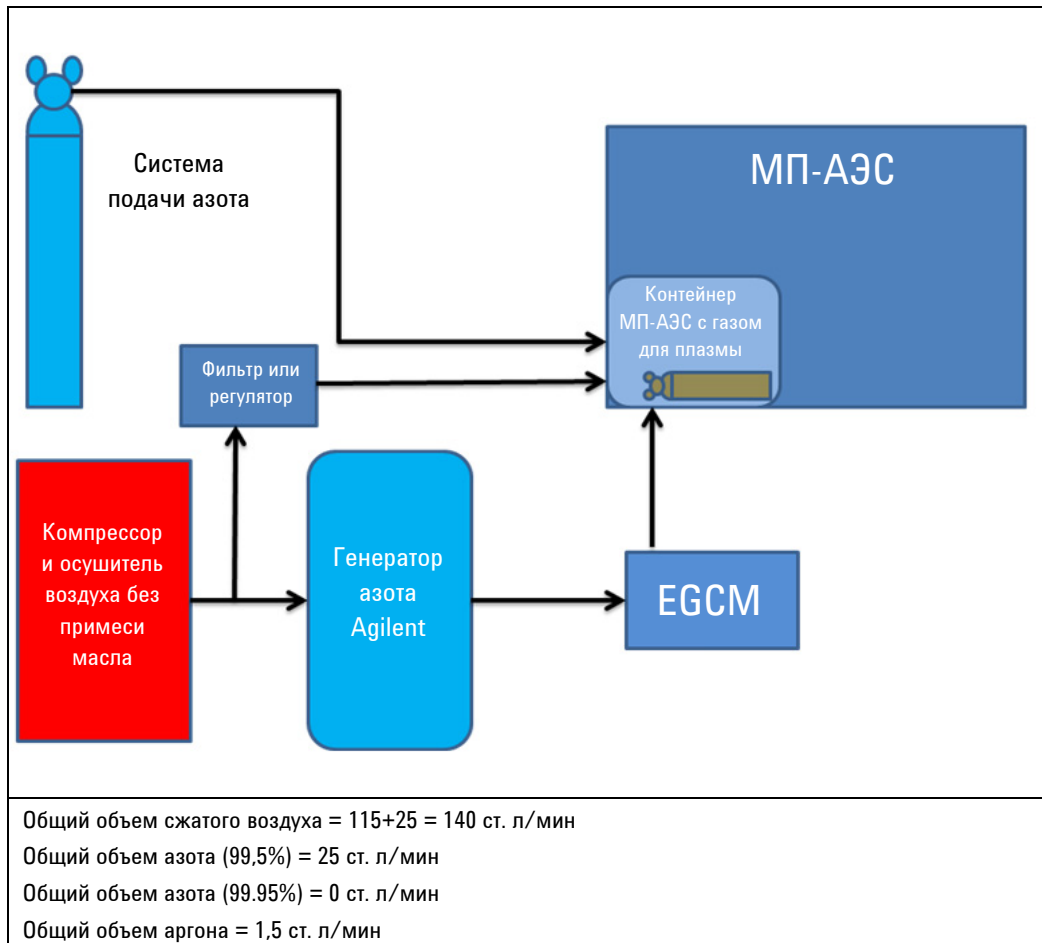 Система
подачи азота
МП-АЭС
Контейнер
МП-АЭС с газом
для плазмы
Фильтр или
регулятор
Компрессор
и осушитель
воздуха без
примеси
масла
Генератор
азота
Agilent
EGCM
Общий объем сжатого воздуха = 115+25 = 140 ст. л/мин
Общий объем азота (99,5%) = 25 ст. л/мин
Общий объем азота (99.95%) = 0 ст. л/мин
Общий объем аргона = 1,5 ст. л/мин